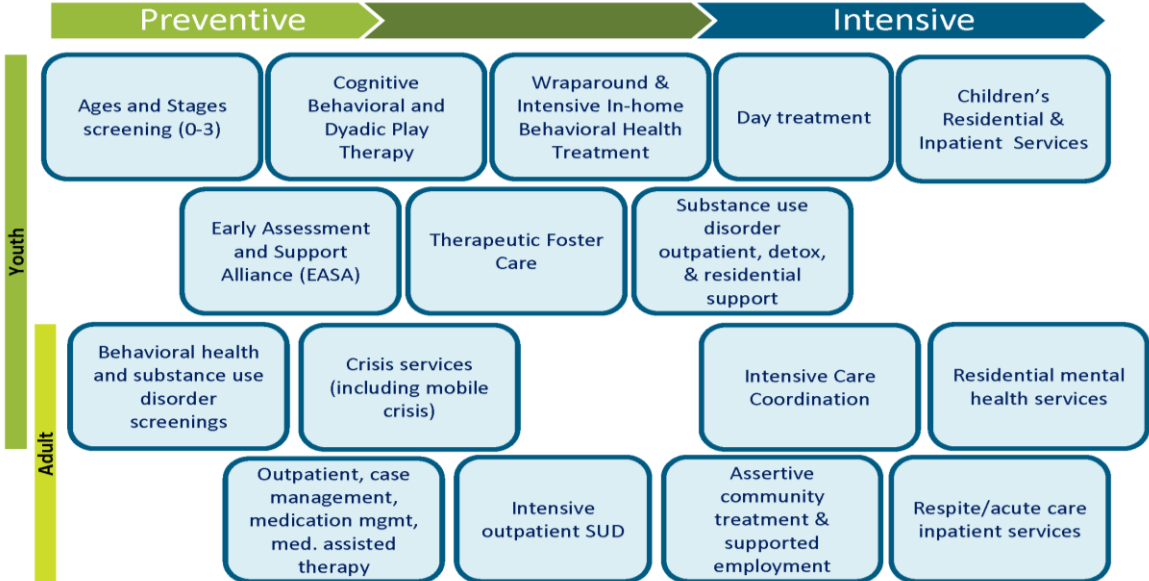 Preventive
Intensive
Youth
Ages and Stages
screening (0-3)
Cognitive
Behavioral and
Dyadic Play
Therapy
Wraparound &
Intensive In-home
Behavioral Health
Treatment
Day treatment
Children's
Residential &
Inpatient Services
Early Assessment
and Support
Alliance (EASA)
Therapeutic Foster
Care
Substance use
disorder
outpatient, detox,
& residential
support
Adult
Behavioral health
and substance use
disorder
screenings
Crisis services
(including mobile
crisis)
Intensive Care
Coordination
Residential mental
health services
Outpatient, case
management,
medication mgmt,
med. assisted
therapy
Intensive
outpatient SUD
Assertive
community
treatment &
supported
employment
Respite/acute care
inpatient services